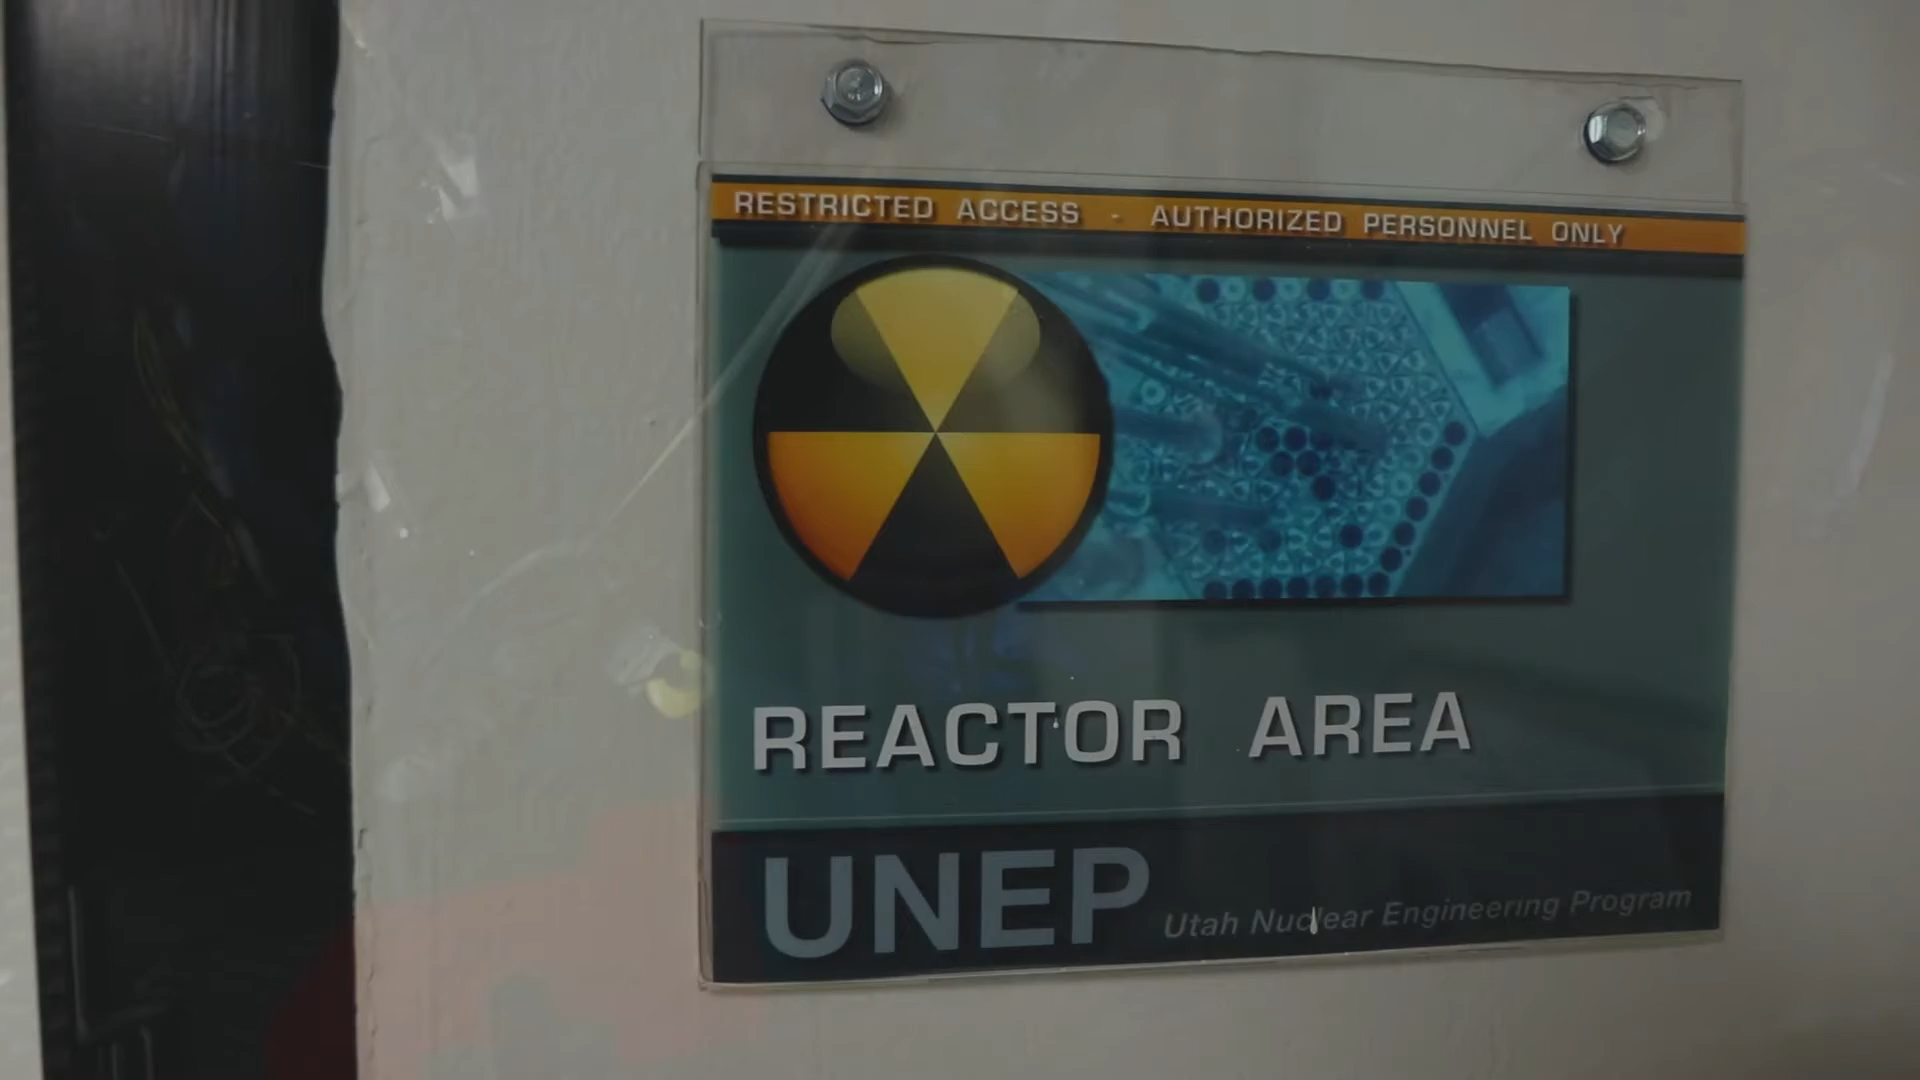 RESTRICTED ACCESS - AUTHORIZED PERSONNEL ONLY
REACTOR AREA
UNEP Utah Nuclear Engineering Program